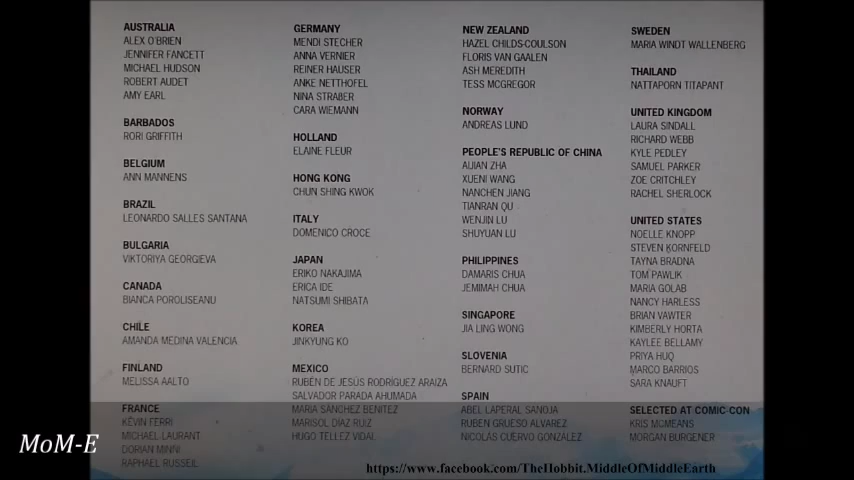 AUSTRALIA
ALEX O'BRIEN
JENNIFER FANCETT
MICHAEL HUDSON
ROBERT AUDET
AMY EARL
BARBADOS
RORI GRIFFITH
BELGIUM
ANN MANNENS
BRAZIL
LEONARDO SALLES SANTANA
BULGARIA
VIKTORIYA GEORGIEVA
CANADA
BIANCA POROLISEANU
CHILE
AMANDA MEDINA VALENCIA
FINLAND
MELISSA AALTO
FRANCE
KÉVIN FERRI
MICHAEL LAURANT
DORIAN MINNI
RAPHAEL RUSSEIL
GERMANY
MENDI STECHER
ANNA VERNIER
REINER HAUSER
ANKE NETTHOFEL
NINA STRAßER
CARA WIEMANN
HOLLAND
ELAINE FLEUR
HONG KONG
CHUN SHING KWOK
ITALY
DOMENICO CROCE
JAPAN
ERIKO NAKAJIMA
ERICA IDE
NATSUMI SHIBATA
KOREA
JINKYUNG KO
MEXICO
RUBÉN DE JESÚS RODRÍGUEZ ARAIZA
SALVADOR PARADA AHUMADA
MARIA SÁNCHEZ BENITEZ
MARISOL DÍAZ RUIZ
HUGO TELLEZ VIDAL
NEW ZEALAND
HAZEL CHILDS-COULSON
FLORIS VAN GAALEN
ASH MEREDITH
TESS MCGREGOR
NORWAY
ANDREAS LUND
PEOPLE'S REPUBLIC OF CHINA
AIJIAN ZHA
XUENI WANG
NANCHEN JIANG
TIANRAN QU
WENJIN LU
SHUYUAN LU
PHILIPPINES
DAMARIS CHUA
JEMIMAH CHUA
SINGAPORE
JIA LING WONG
SLOVENIA
BERNARD SUTIC
SPAIN
ABEL LAPERAL SANOJA
RUBEN GRUESO ALVAREZ
NICOLÁS CUERVO GONZÁLEZ
SWEDEN
MARIA WINDT WALLENBERG
THAILAND
NATTAPORN TITAPANT
UNITED KINGDOM
LAURA SINDALL
RICHARD WEBB
KYLE PEDLEY
SAMUEL PARKER
ZOE CRITCHLEY
RACHEL SHERLOCK
UNITED STATES
NOELLE KNOPP
STEVEN KORNFELD
TAYNA BRADNA
TOM PAWLIK
MARIA GOLAB
NANCY HARLESS
BRIAN VAWTER
KIMBERLY HORTA
KAYLEE BELLAMY
PRIYA HUQ
MARCO BARRIOS
SARA KNAUFT
SELECTED AT COMIC-CON
KRIS MCMEANS
MORGAN BURGENER
MoM-E
https://www.facebook.com/TheHobbit.MiddleOfMiddleEarth